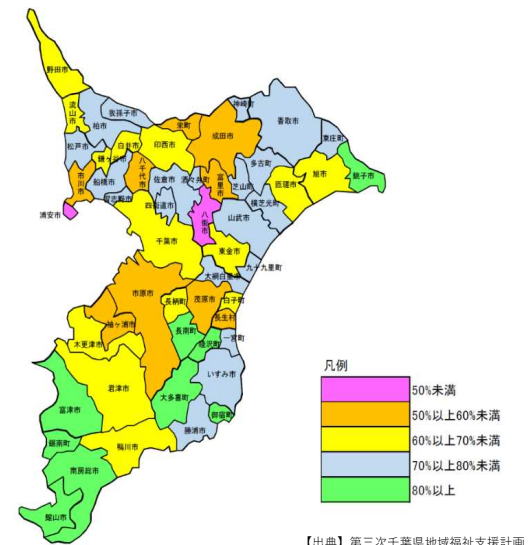 野田市
流山市
柏市
我孫子市
松戸市
鎌ケ谷市
白井市
印西市
栄町
成田市
神崎町
香取市
東庄町
銚子市
旭市
匝瑳市
多古町
芝山町
横芝光町
富里市
酒々井町
佐倉市
八千代市
船橋市
市川市
浦安市
習志野市
四街道市
八街市
山武市
千葉市
東金市
九十九里町
大網白里市
市原市
長柄町
茂原市
白子町
長生村
袖ヶ浦市
木更津市
長南町
睦沢町
一宮町
いすみ市
君津市
大多喜町
御宿町
勝浦市
富津市
鴨川市
鋸南町
南房総市
館山市
凡例
50%未満
50%以上60%未満
60%以上70%未満
70%以上80%未満
80%以上
【出典】第三次千葉県地域福祉支援計画